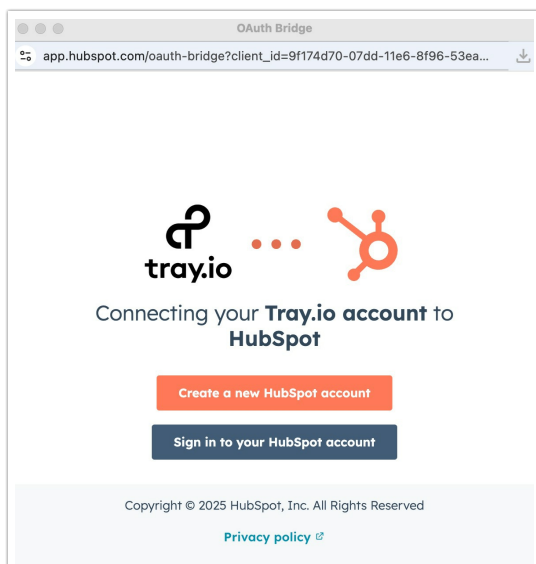 OAuth Bridge
app.hubspot.com/oauth-bridge?client_id=9f174d70-07dd-11e6-8f96-53ea...
tray.io
Connecting your Tray.io account to
HubSpot
Create a new HubSpot account
Sign in to your HubSpot account
Copyright © 2025 HubSpot, Inc. All Rights Reserved
Privacy policy